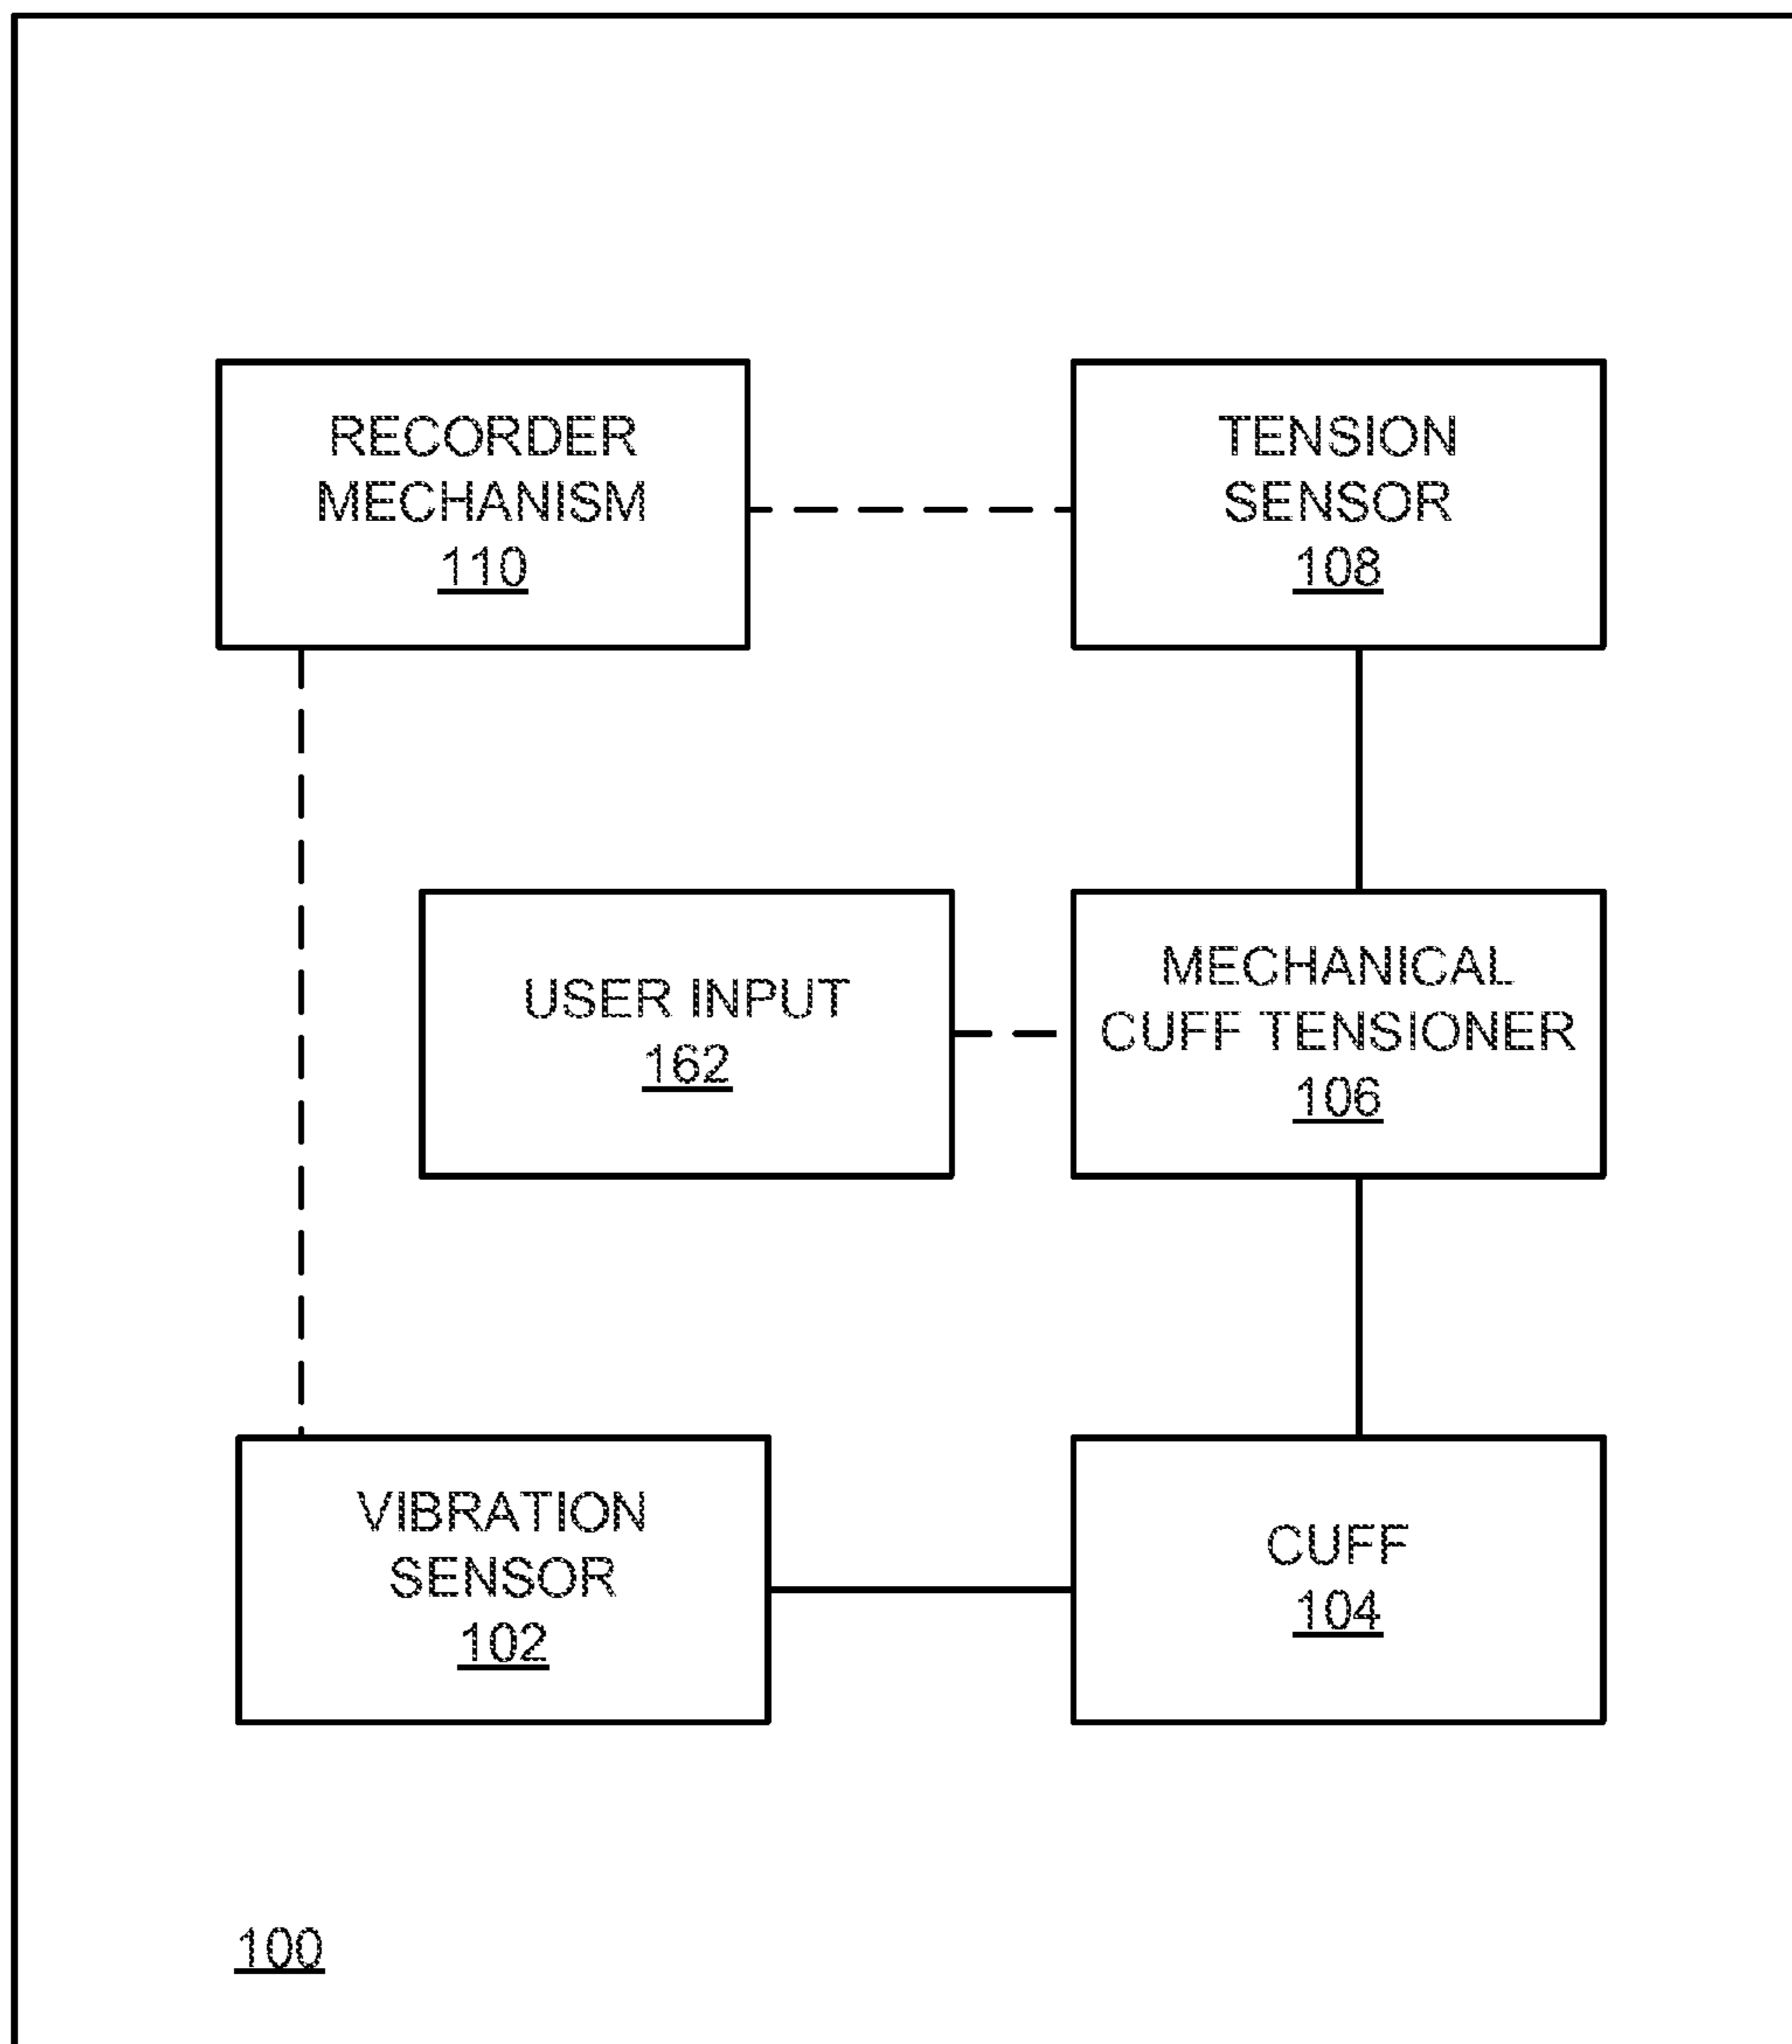 RECORDER
MECHANISM
110
TENSION
SENSOR
108
USER INPUT
162
MECHANICAL
CUFF TENSIONER
106
VIBRATION
SENSOR
102
CUFF
104
100